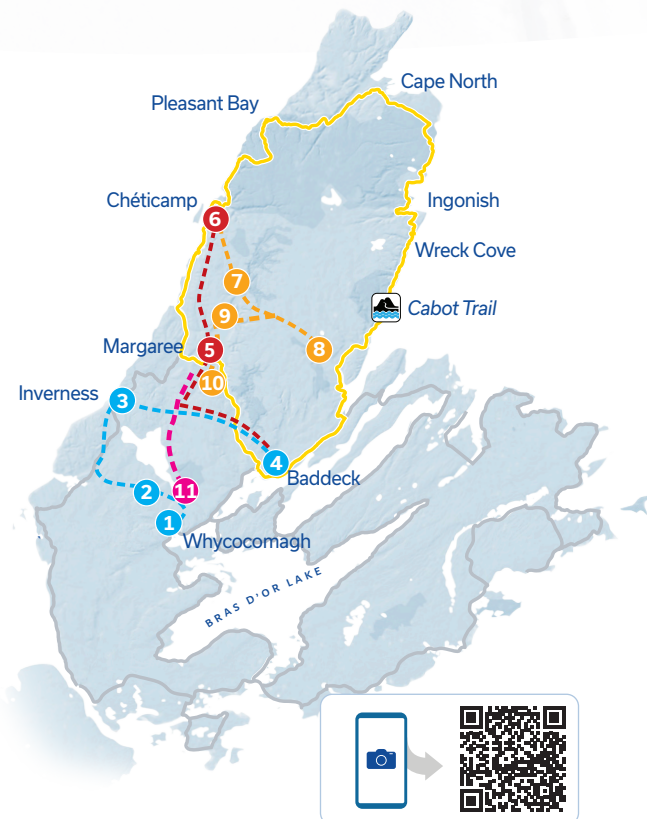 Cape North
Pleasant Bay
Chéticamp
Ingonish
6
Wreck Cove
7
Cabot Trail
9
Margaree
5
8
10
Inverness
3
4
Baddeck
11
2
1
Whycocomagh
BRAS D'OR LAKE